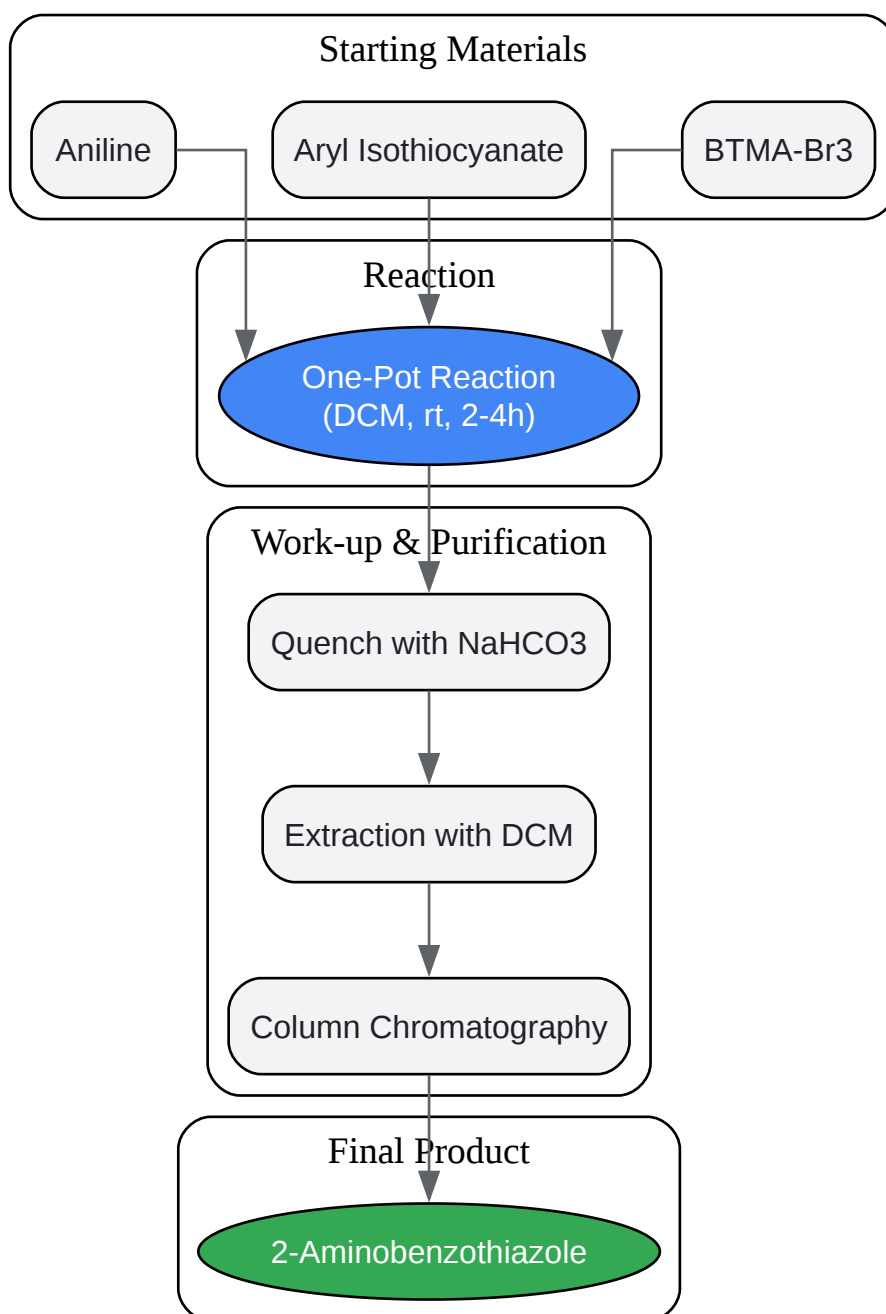 Starting Materials
Aniline
Aryl Isothiocyanate
BTMA-Br3
Reaction
One-Pot Reaction
(DCM, rt, 2-4h)
Work-up & Purification
Quench with NaHCO3
Extraction with DCM
Column Chromatography
Final Product
2-Aminobenzothiazole